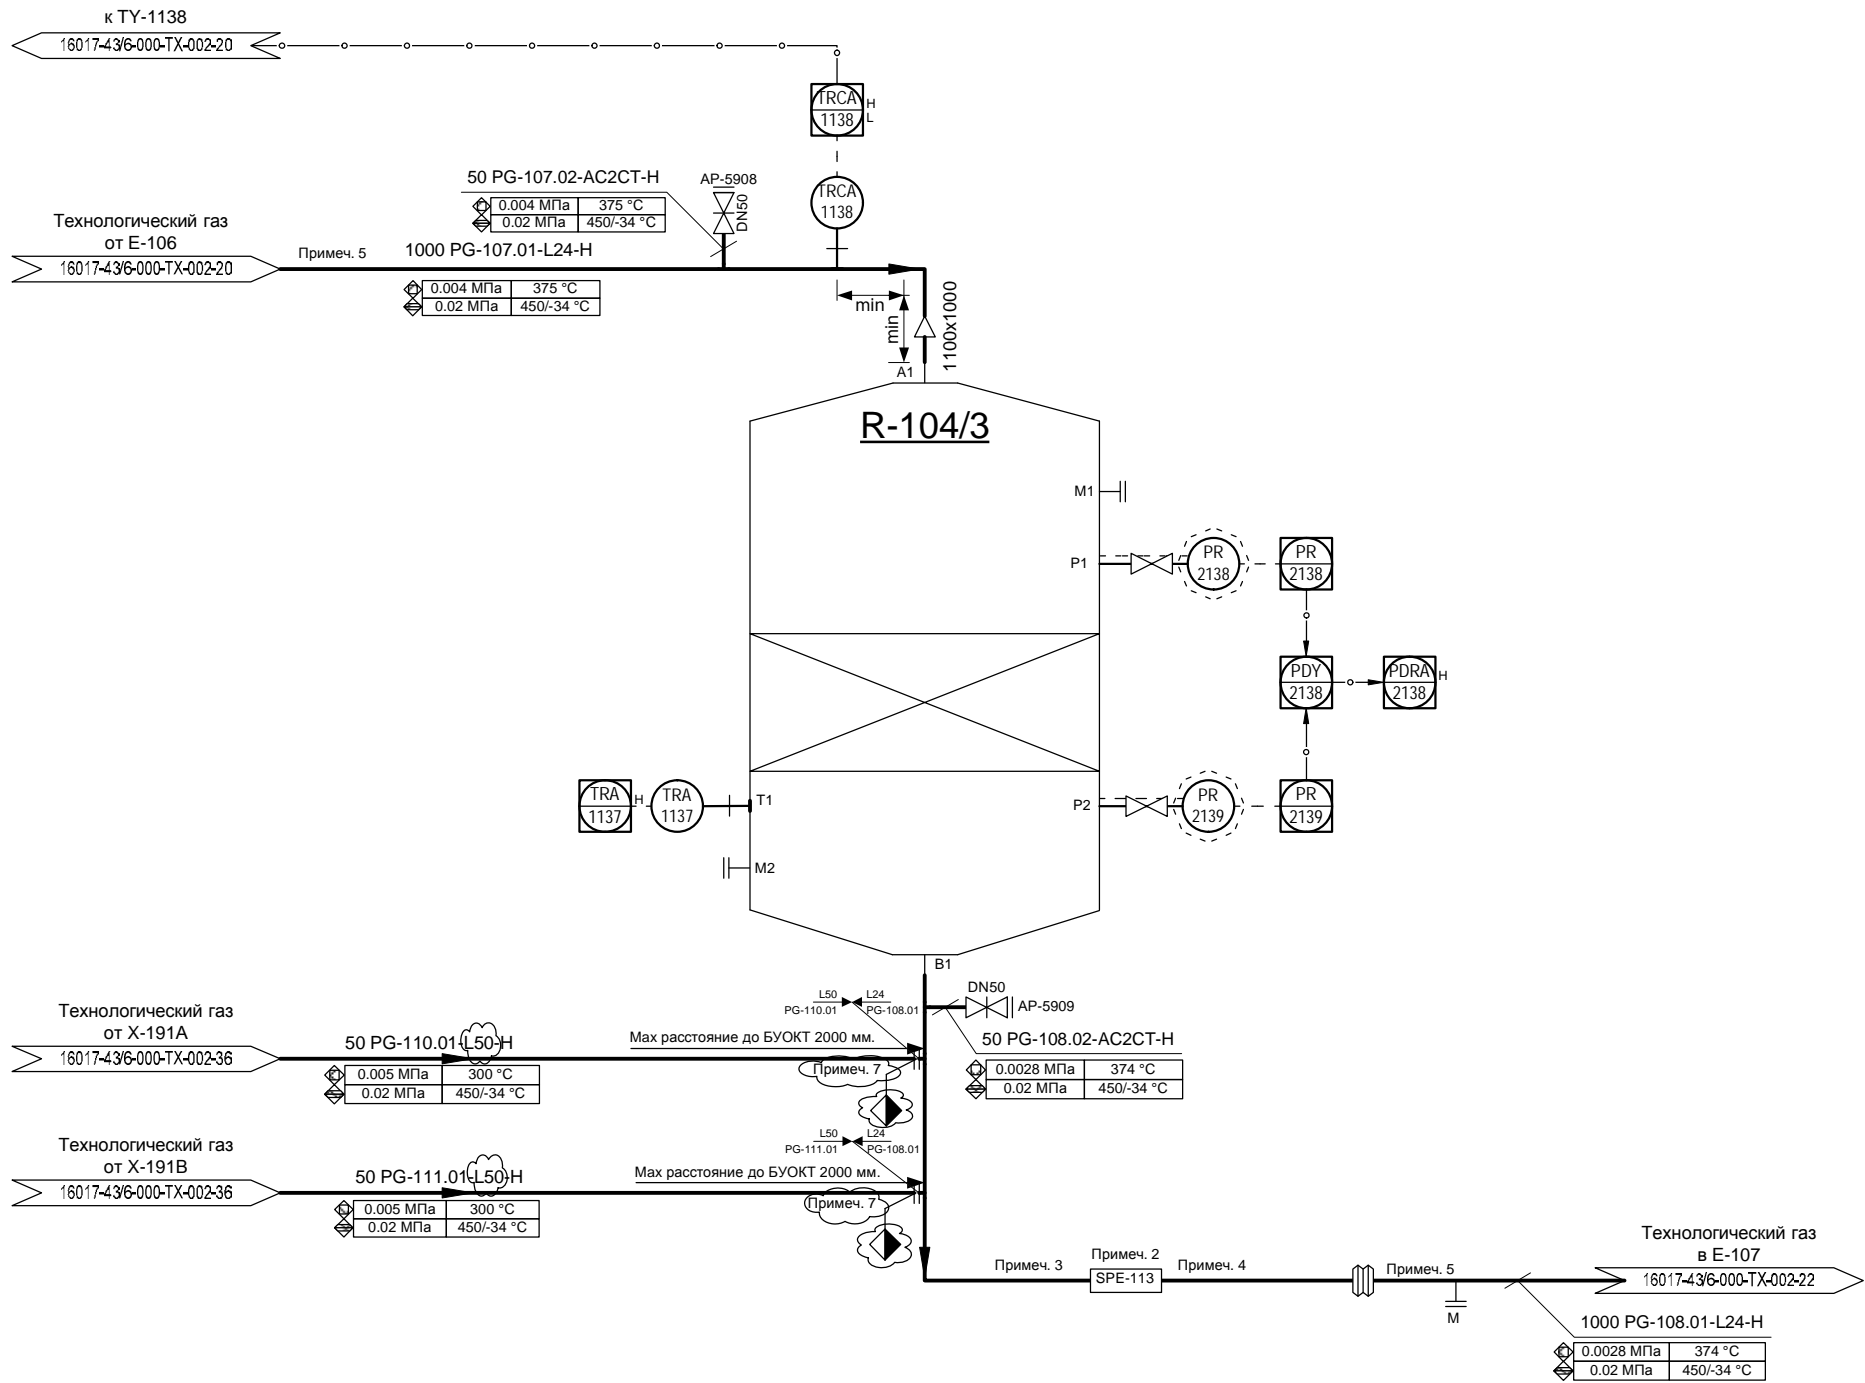 к TY-1138
16017-43/6-000-TX-002-20
TRCA
1138
H
L
TRCA
1138
50 PG-107.02-AC2CT-H
0.004 МПа 375 °C
0.02 МПа 450/-34 °C
AP-5908
DN50
Технологический газ
от E-106
16017-43/6-000-TX-002-20
Примеч. 5
1000 PG-107.01-L24-H
0.004 МПа 375 °C
0.02 МПа 450/-34 °C
min
min
1100x1000
A1
R-104/3
M1
P1
PR
2138
PR
2138
PDY
2138
PDRA
2138
H
TRA
1137
H
TRA
1137
T1
P2
PR
2139
PR
2139
M2
B1
DN50
AP-5909
50 PG-108.02-AC2CT-H
0.0028 МПа 374 °C
0.02 МПа 450/-34 °C
L50 L24
PG-110.01 PG-108.01
Технологический газ
от X-191A
16017-43/6-000-TX-002-36
50 PG-110.01-L50-H
0.005 МПа 300 °C
0.02 МПа 450/-34 °C
Max расстояние до БУОКТ 2000 мм.
Примеч. 7
L50 L24
PG-111.01 PG-108.01
Технологический газ
от X-191B
16017-43/6-000-TX-002-36
50 PG-111.01-L50-H
0.005 МПа 300 °C
0.02 МПа 450/-34 °C
Max расстояние до БУОКТ 2000 мм.
Примеч. 7
Примеч. 3
Примеч. 2
SPE-113
Примеч. 4
Примеч. 5
M
Технологический газ
в E-107
16017-43/6-000-TX-002-22
1000 PG-108.01-L24-H
0.0028 МПа 374 °C
0.02 МПа 450/-34 °C